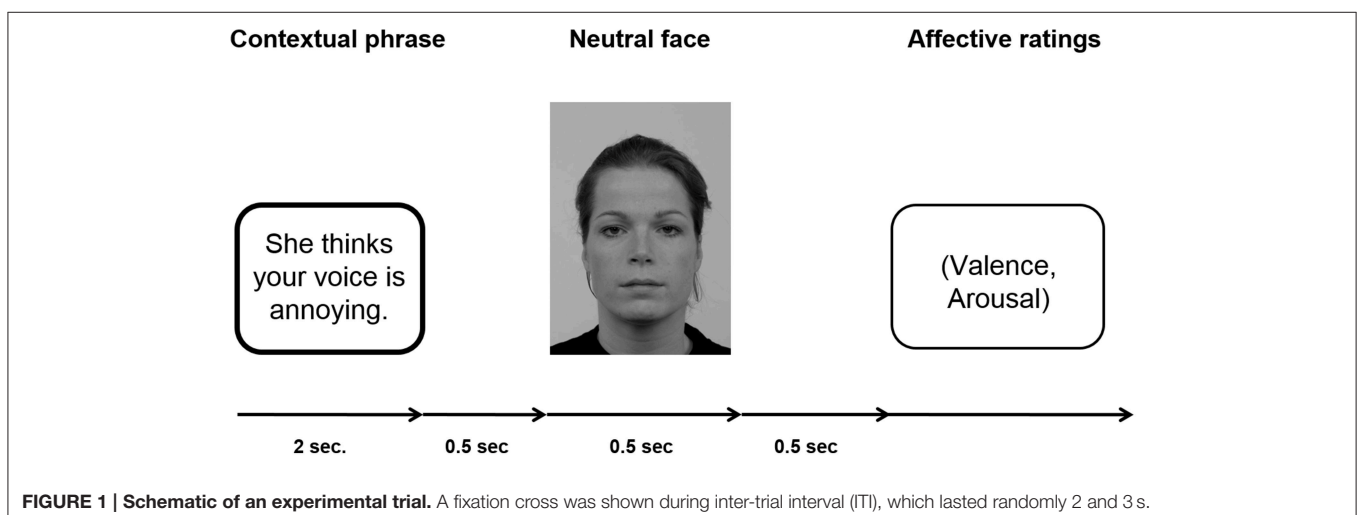 Contextual phrase
Neutral face
Affective ratings
She thinks
your voice is
annoying.
(Valence,
Arousal)
2 sec.
0.5 sec
0.5 sec
0.5 sec
FIGURE 1 | Schematic of an experimental trial. A fixation cross was shown during inter-trial interval (ITI), which lasted randomly 2 and 3 s.